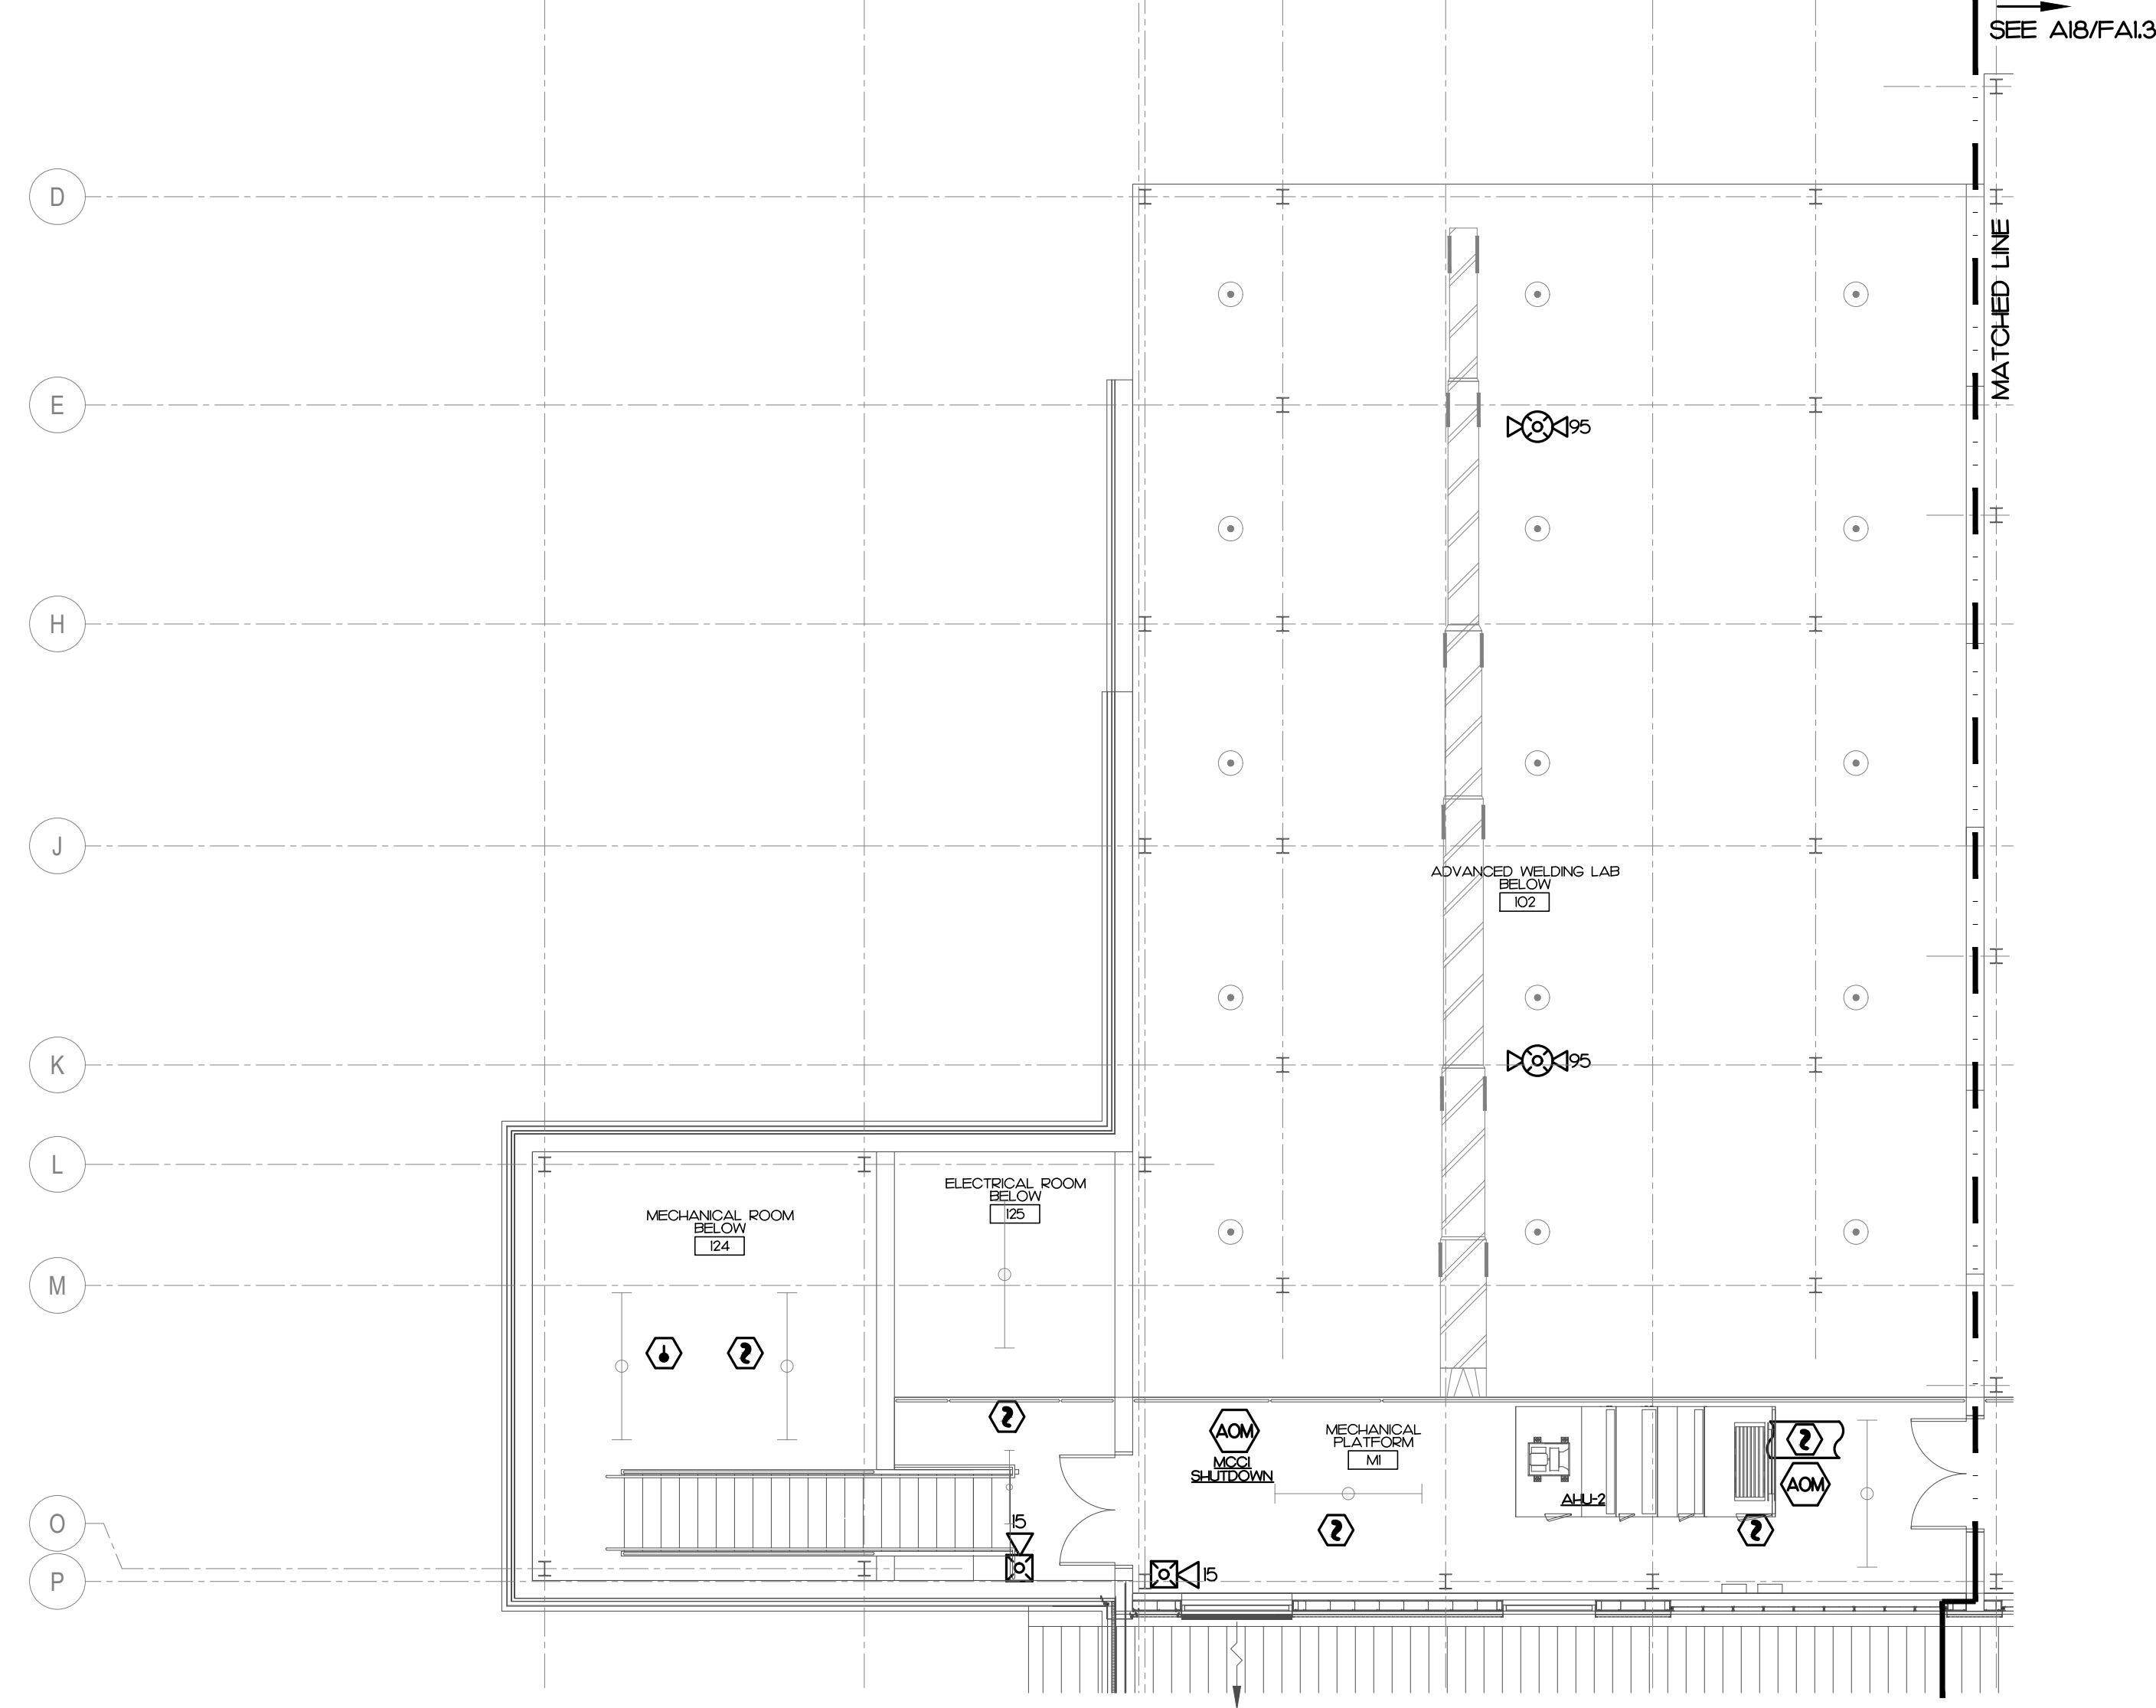 SEE A18/FA1.3
MATCHED LINE
D
E
95
H
J
ADVANCED WELDING LAB
BELOW
102
K
95
L
ELECTRICAL ROOM
BELOW
125
MECHANICAL ROOM
BELOW
124
M
AOM
MCC1
SHUTDOWN
MECHANICAL
PLATFORM
M1
AHU-2
AOM
O
15
15
P